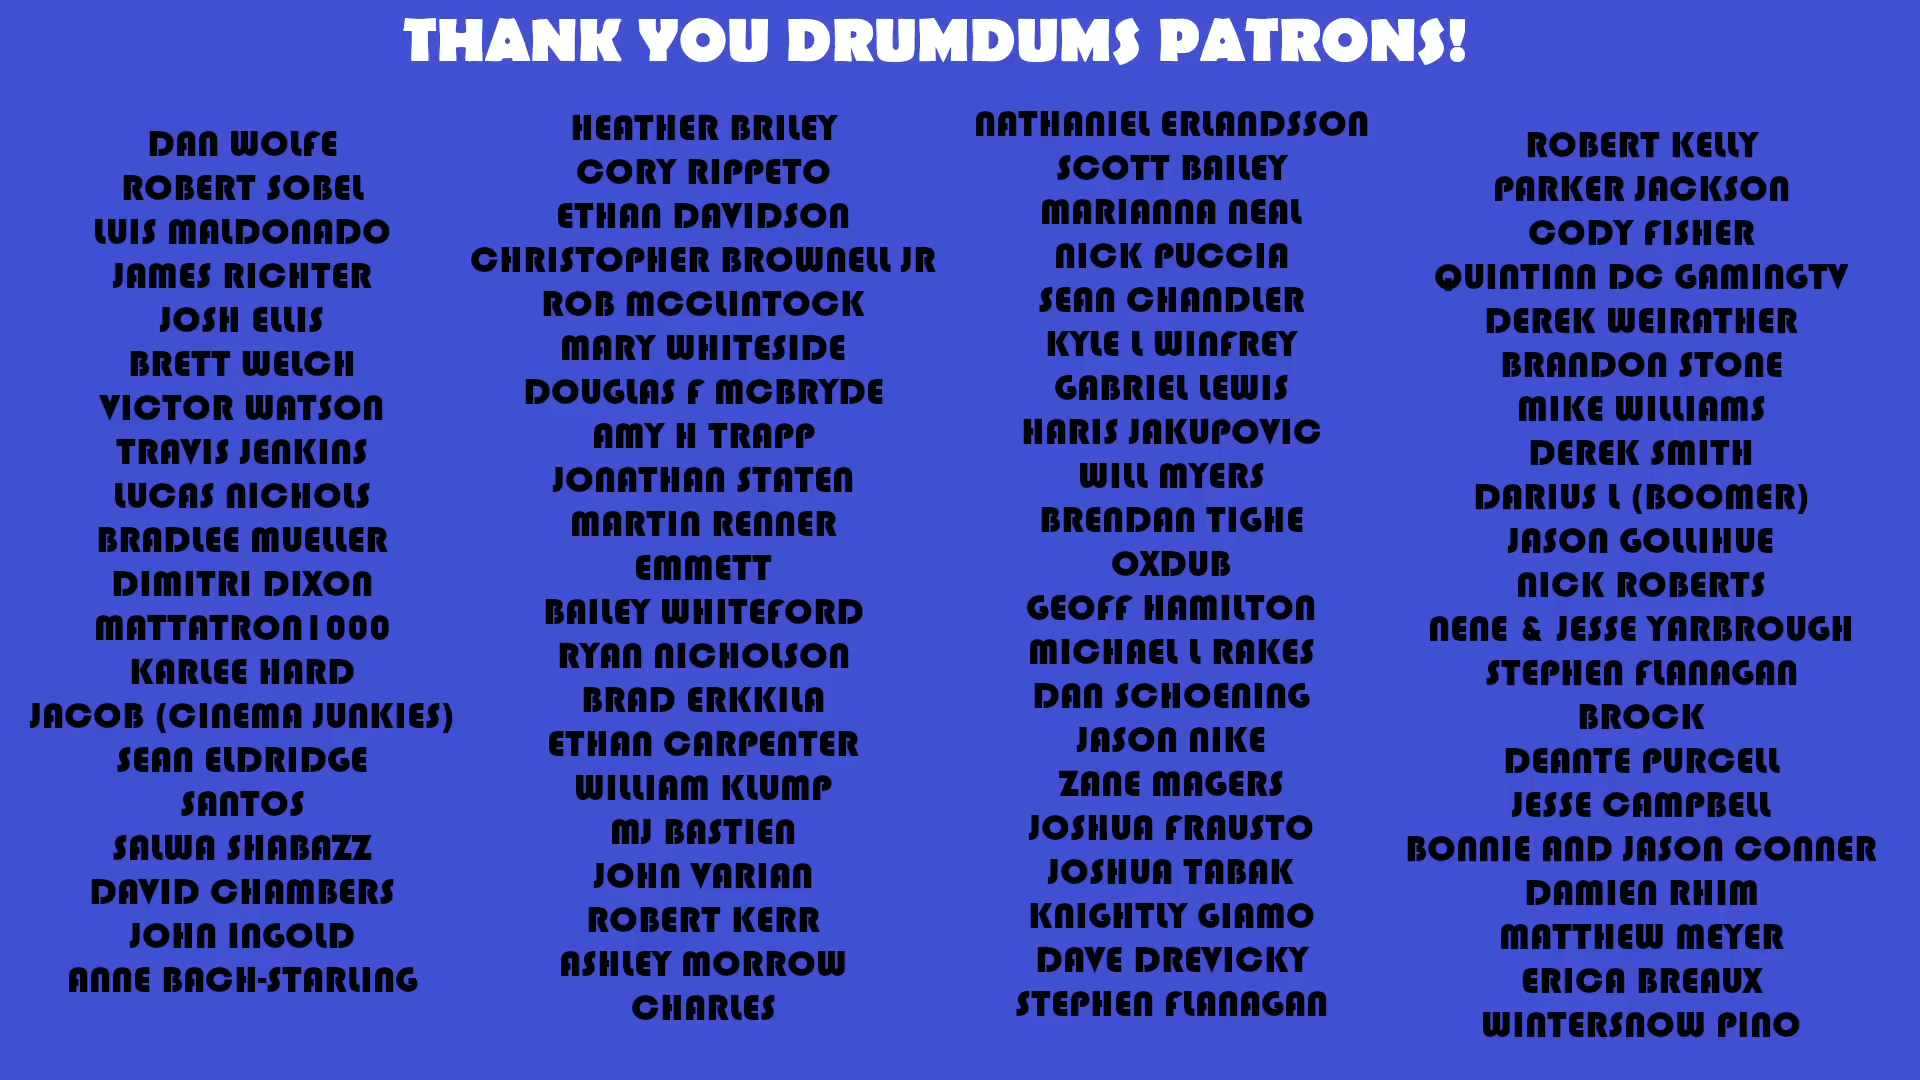 THANK YOU DRUMDUMS PATRONS!
DAN WOLFE
ROBERT SOBEL
LUIS MALDONADO
JAMES RICHTER
JOSH ELLIS
BRETT WELCH
VICTOR WATSON
TRAVIS JENKINS
LUCAS NICHOLS
BRADLEE MUELLER
DIMITRI DIXON
MATTATRON1000
KARLEE HARD
JACOB (CINEMA JUNKIES)
SEAN ELDRIDGE
SANTOS
SALWA SHABAZZ
DAVID CHAMBERS
JOHN INGOLD
ANNE BACH-STARLING
HEATHER BRILEY
CORY RIPPETO
ETHAN DAVIDSON
CHRISTOPHER BROWNELL JR
ROB MCCLINTOCK
MARY WHITESIDE
DOUGLAS F MCBRYDE
AMY H TRAPP
JONATHAN STATEN
MARTIN RENNER
EMMETT
BAILEY WHITEFORD
RYAN NICHOLSON
BRAD ERKKILA
ETHAN CARPENTER
WILLIAM KLUMP
MJ BASTIEN
JOHN VARIAN
ROBERT KERR
ASHLEY MORROW
CHARLES
NATHANIEL ERLANDSSON
SCOTT BAILEY
MARIANNA NEAL
NICK PUCCIA
SEAN CHANDLER
KYLE L WINFREY
GABRIEL LEWIS
HARIS JAKUPOVIC
WILL MYERS
BRENDAN TIGHE
OXDUB
GEOFF HAMILTON
MICHAEL L RAKES
DAN SCHOENING
JASON NIKE
ZANE MAGERS
JOSHUA FRAUSTO
JOSHUA TABAK
KNIGHTLY GIAMO
DAVE DREVICKY
STEPHEN FLANAGAN
ROBERT KELLY
PARKER JACKSON
CODY FISHER
QUINTINN DC GAMINGTV
DEREK WEIRATHER
BRANDON STONE
MIKE WILLIAMS
DEREK SMITH
DARIUS L (BOOMER)
JASON GOLLIHUE
NICK ROBERTS
NENE & JESSE YARBROUGH
STEPHEN FLANAGAN
BROCK
DEANTE PURCELL
JESSE CAMPBELL
BONNIE AND JASON CONNER
DAMIEN RHIM
MATTHEW MEYER
ERICA BREAUX
WINTERSNOW PINO